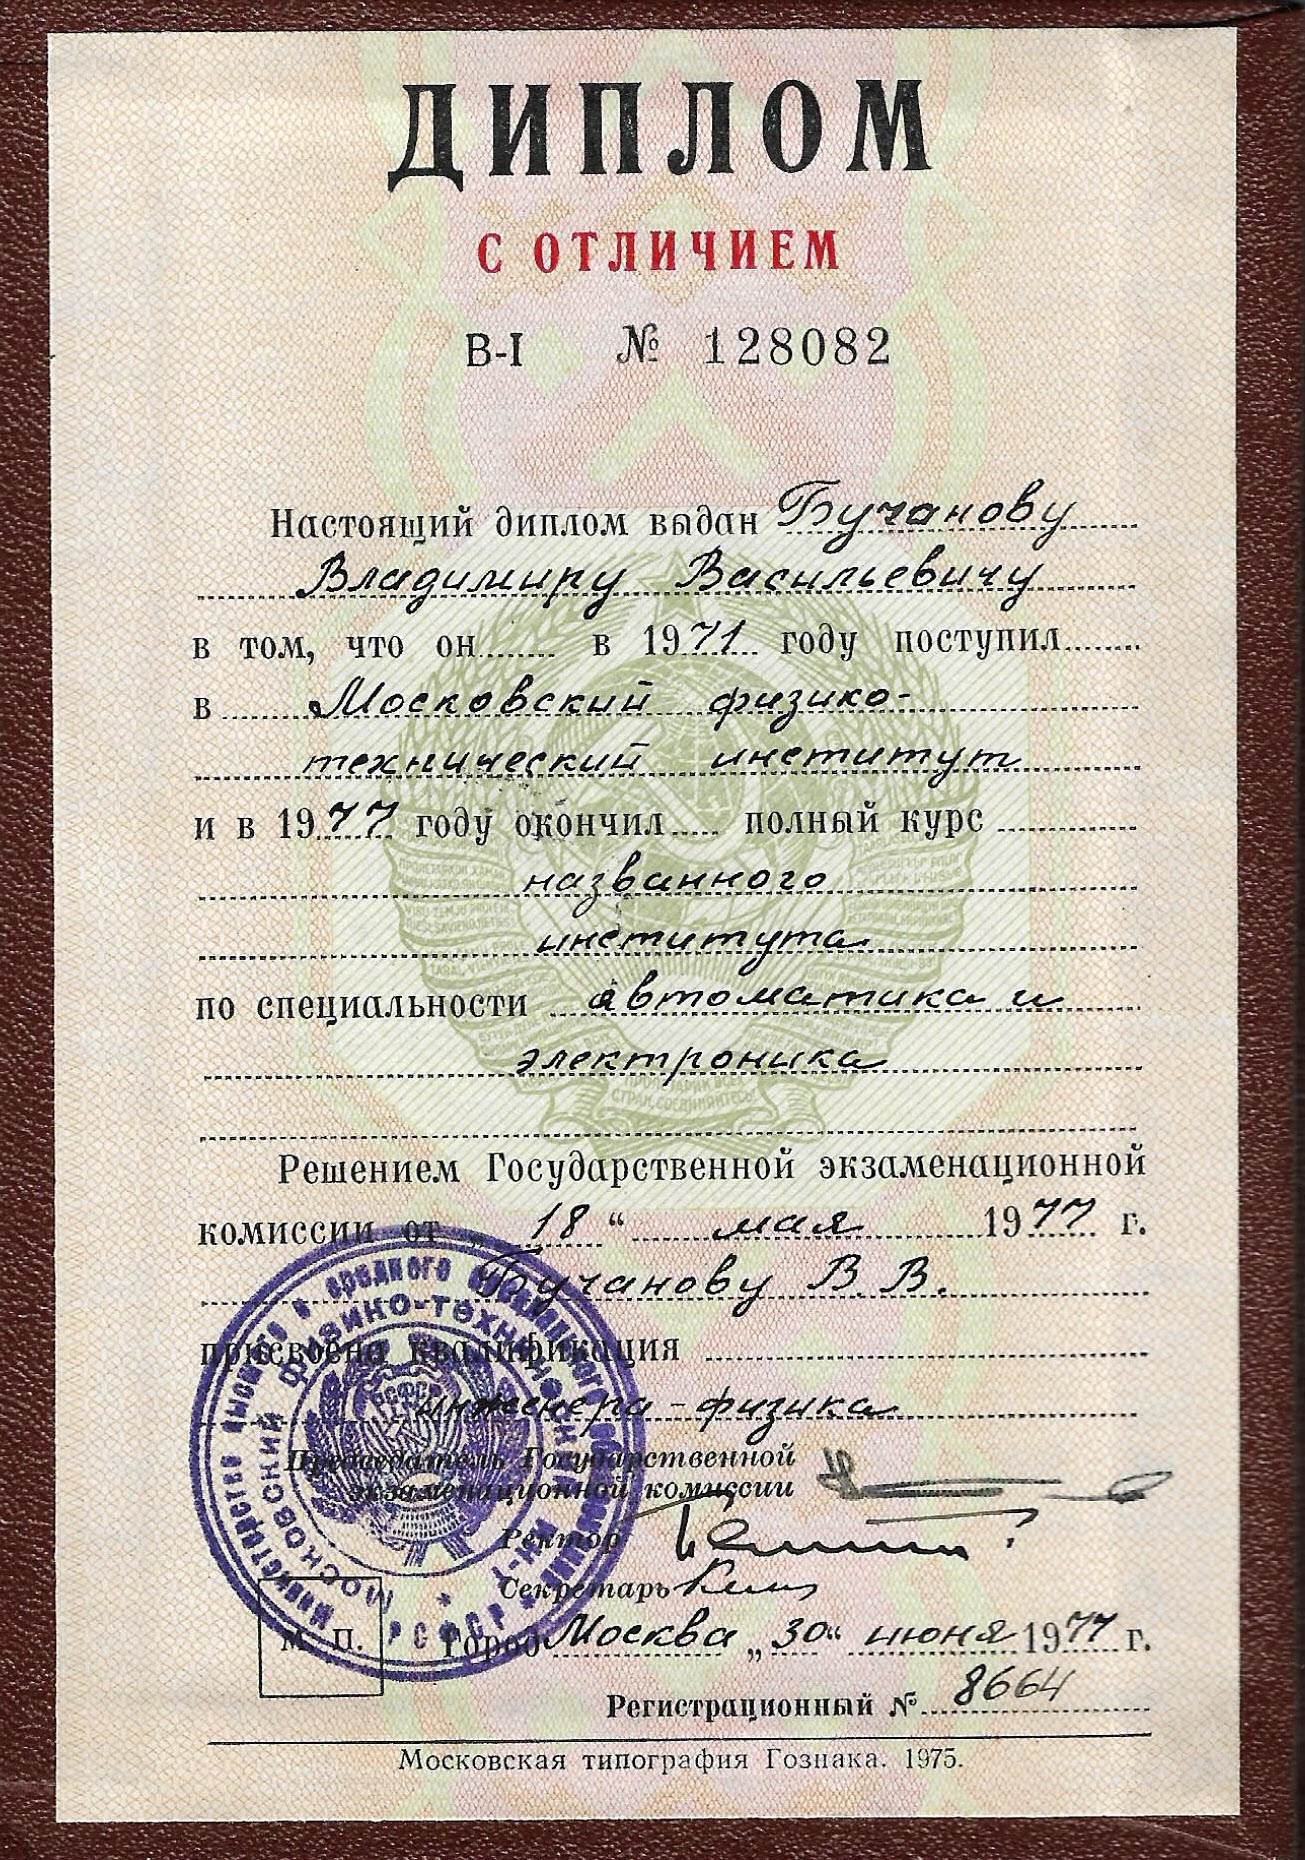 ДИПЛОМ
С ОТЛИЧИЕМ
В-I № 128082
Настоящий диплом выдан Бучанову
Владимиру Васильевичу
в том, что он в 1971 году поступил
в Московский физико-
технический институт
и в 1977 году окончил полный курс
названного
института
по специальности автоматика и
электроника
Решением Государственной экзаменационной
комиссии от „ 18 “ мая 1977 г.
Бучанову В. В.
присвоена квалификация
инженера-физика
Председатель Государственной
экзаменационной комиссии
Ректор
Секретарь
М. П. Город Москва „ 30 “ июня 1977 г.
Регистрационный № 8664
Московская типография Гознака. 1975.